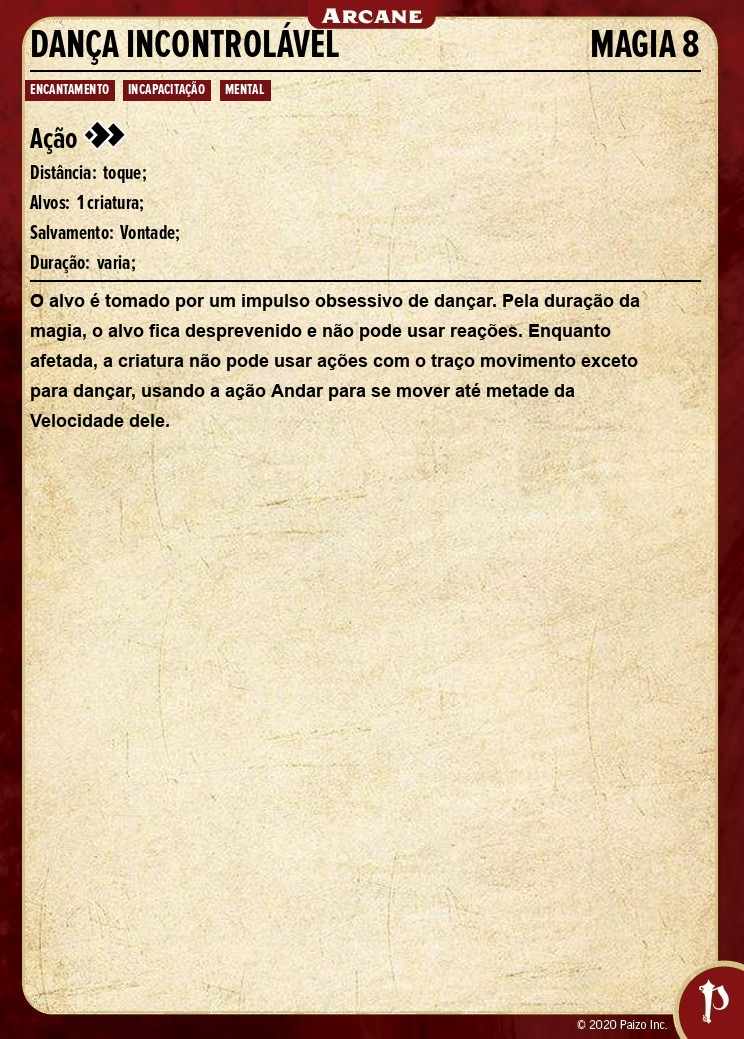 ARCANE
DANÇA INCONTROLÁVEL MAGIA 8
ENCANTAMENTO INCAPACITAÇÃO MENTAL
Ação
Distância: toque;
Alvos: 1 criatura;
Salvamento: Vontade;
Duração: varia;
O alvo é tomado por um impulso obsessivo de dançar. Pela duração da
magia, o alvo fica desprevenido e não pode usar reações. Enquanto
afetada, a criatura não pode usar ações com o traço movimento exceto
para dançar, usando a ação Andar para se mover até metade da
Velocidade dele.
© 2020 Paizo Inc.
P